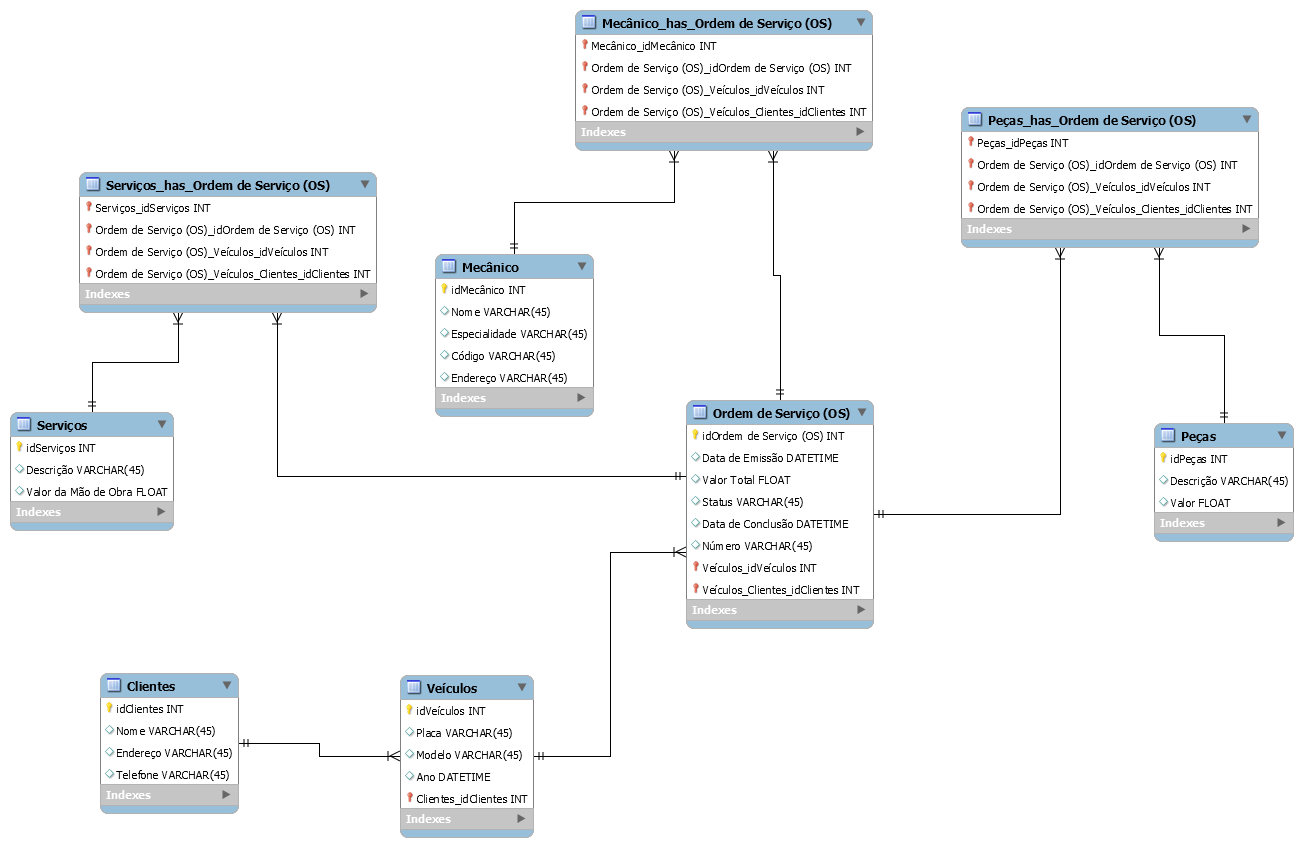 Mecânico_has_Ordem de Serviço (OS)
Mecânico_idMecânico INT
Ordem de Serviço (OS)_idOrdem de Serviço (OS) INT
Ordem de Serviço (OS)_Veículos_idVeículos INT
Ordem de Serviço (OS)_Veículos_Clientes_idClientes INT
Indexes
Peças_has_Ordem de Serviço (OS)
Peças_idPeças INT
Ordem de Serviço (OS)_idOrdem de Serviço (OS) INT
Ordem de Serviço (OS)_Veículos_idVeículos INT
Ordem de Serviço (OS)_Veículos_Clientes_idClientes INT
Indexes
Serviços_has_Ordem de Serviço (OS)
Serviços_idServiços INT
Ordem de Serviço (OS)_idOrdem de Serviço (OS) INT
Ordem de Serviço (OS)_Veículos_idVeículos INT
Ordem de Serviço (OS)_Veículos_Clientes_idClientes INT
Indexes
Mecânico
idMecânico INT
Nome VARCHAR(45)
Especialidade VARCHAR(45)
Código VARCHAR(45)
Endereço VARCHAR(45)
Indexes
Serviços
idServiços INT
Descrição VARCHAR(45)
Valor da Mão de Obra FLOAT
Indexes
Ordem de Serviço (OS)
idOrdem de Serviço (OS) INT
Data de Emissão DATETIME
Valor Total FLOAT
Status VARCHAR(45)
Data de Conclusão DATETIME
Número VARCHAR(45)
Veículos_idVeículos INT
Veículos_Clientes_idClientes INT
Indexes
Peças
idPeças INT
Descrição VARCHAR(45)
Valor FLOAT
Indexes
Clientes
idClientes INT
Nome VARCHAR(45)
Endereço VARCHAR(45)
Telefone VARCHAR(45)
Indexes
Veículos
idVeículos INT
Placa VARCHAR(45)
Modelo VARCHAR(45)
Ano DATETIME
Clientes_idClientes INT
Indexes